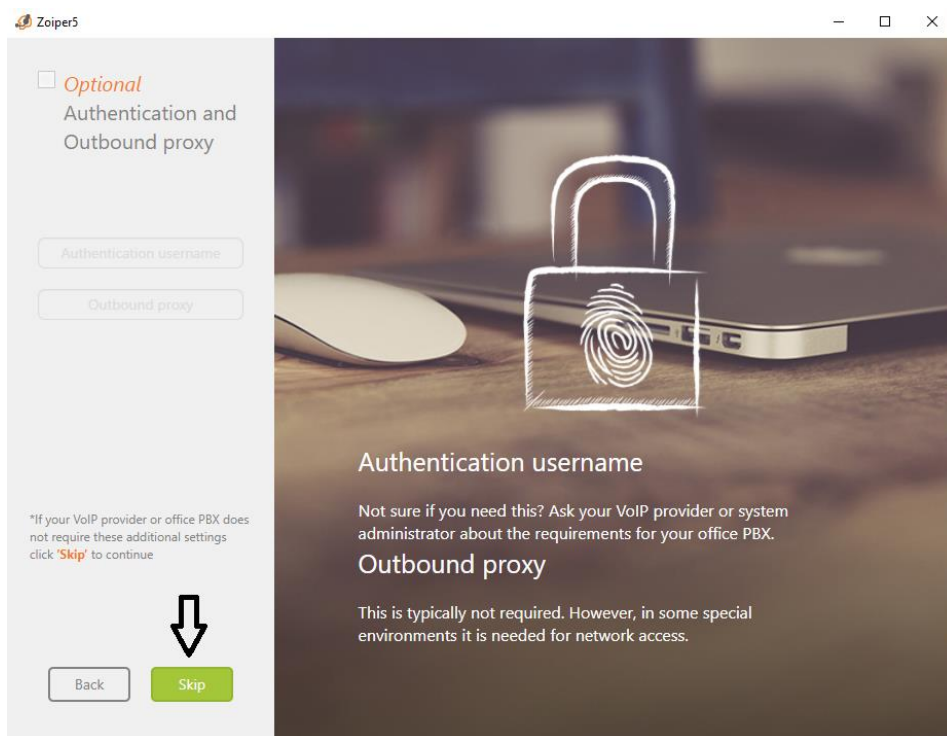 Zoiper5
Optional
Authentication and
Outbound proxy
Authentication username
Outbound proxy
*If your VoIP provider or office PBX does
not require these additional settings
click 'Skip' to continue
Back
Skip
Authentication username
Not sure if you need this? Ask your VoIP provider or system
administrator about the requirements for your office PBX.
Outbound proxy
This is typically not required. However, in some special
environments it is needed for network access.